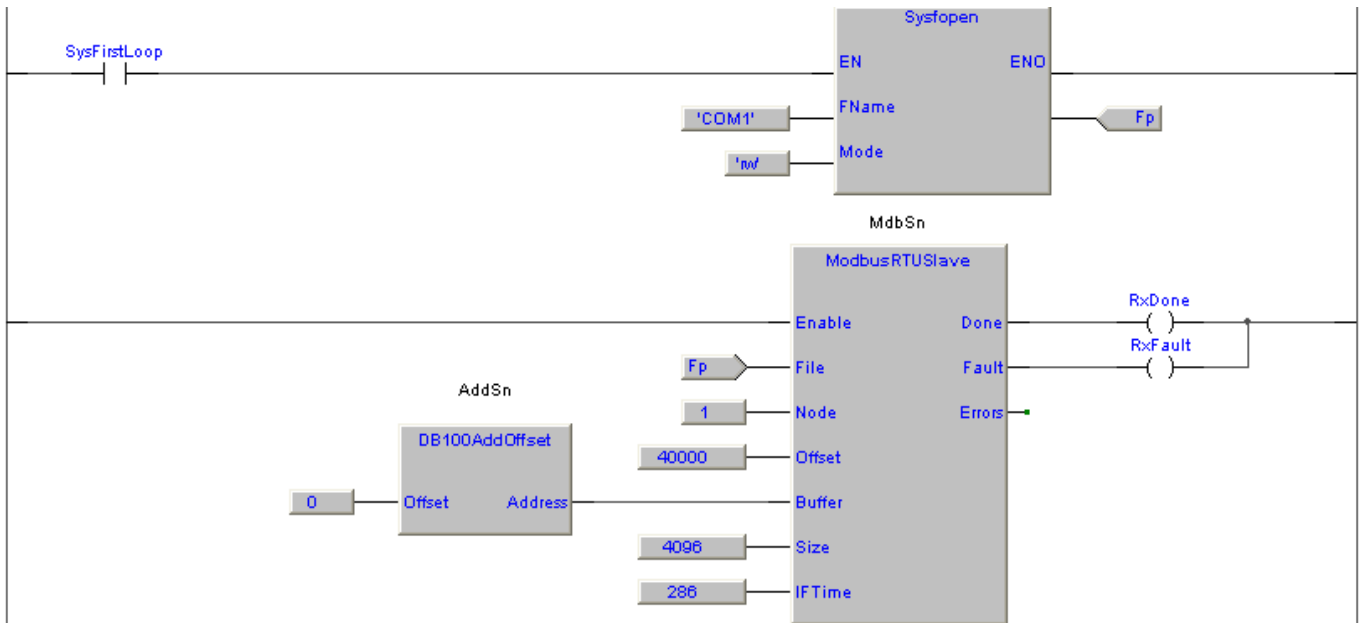 Sysfopen
SysFirstLoop
EN ENO
'COM1' FName Fp
'rw' Mode
MdbSn
ModbusRTUSlave
RxDone
Enable Done
RxFault
Fp File Fault
AddSn
1 Node Errors
DB100AddOffset
40000 Offset
0 Offset Address Buffer
4096 Size
286 IFTime